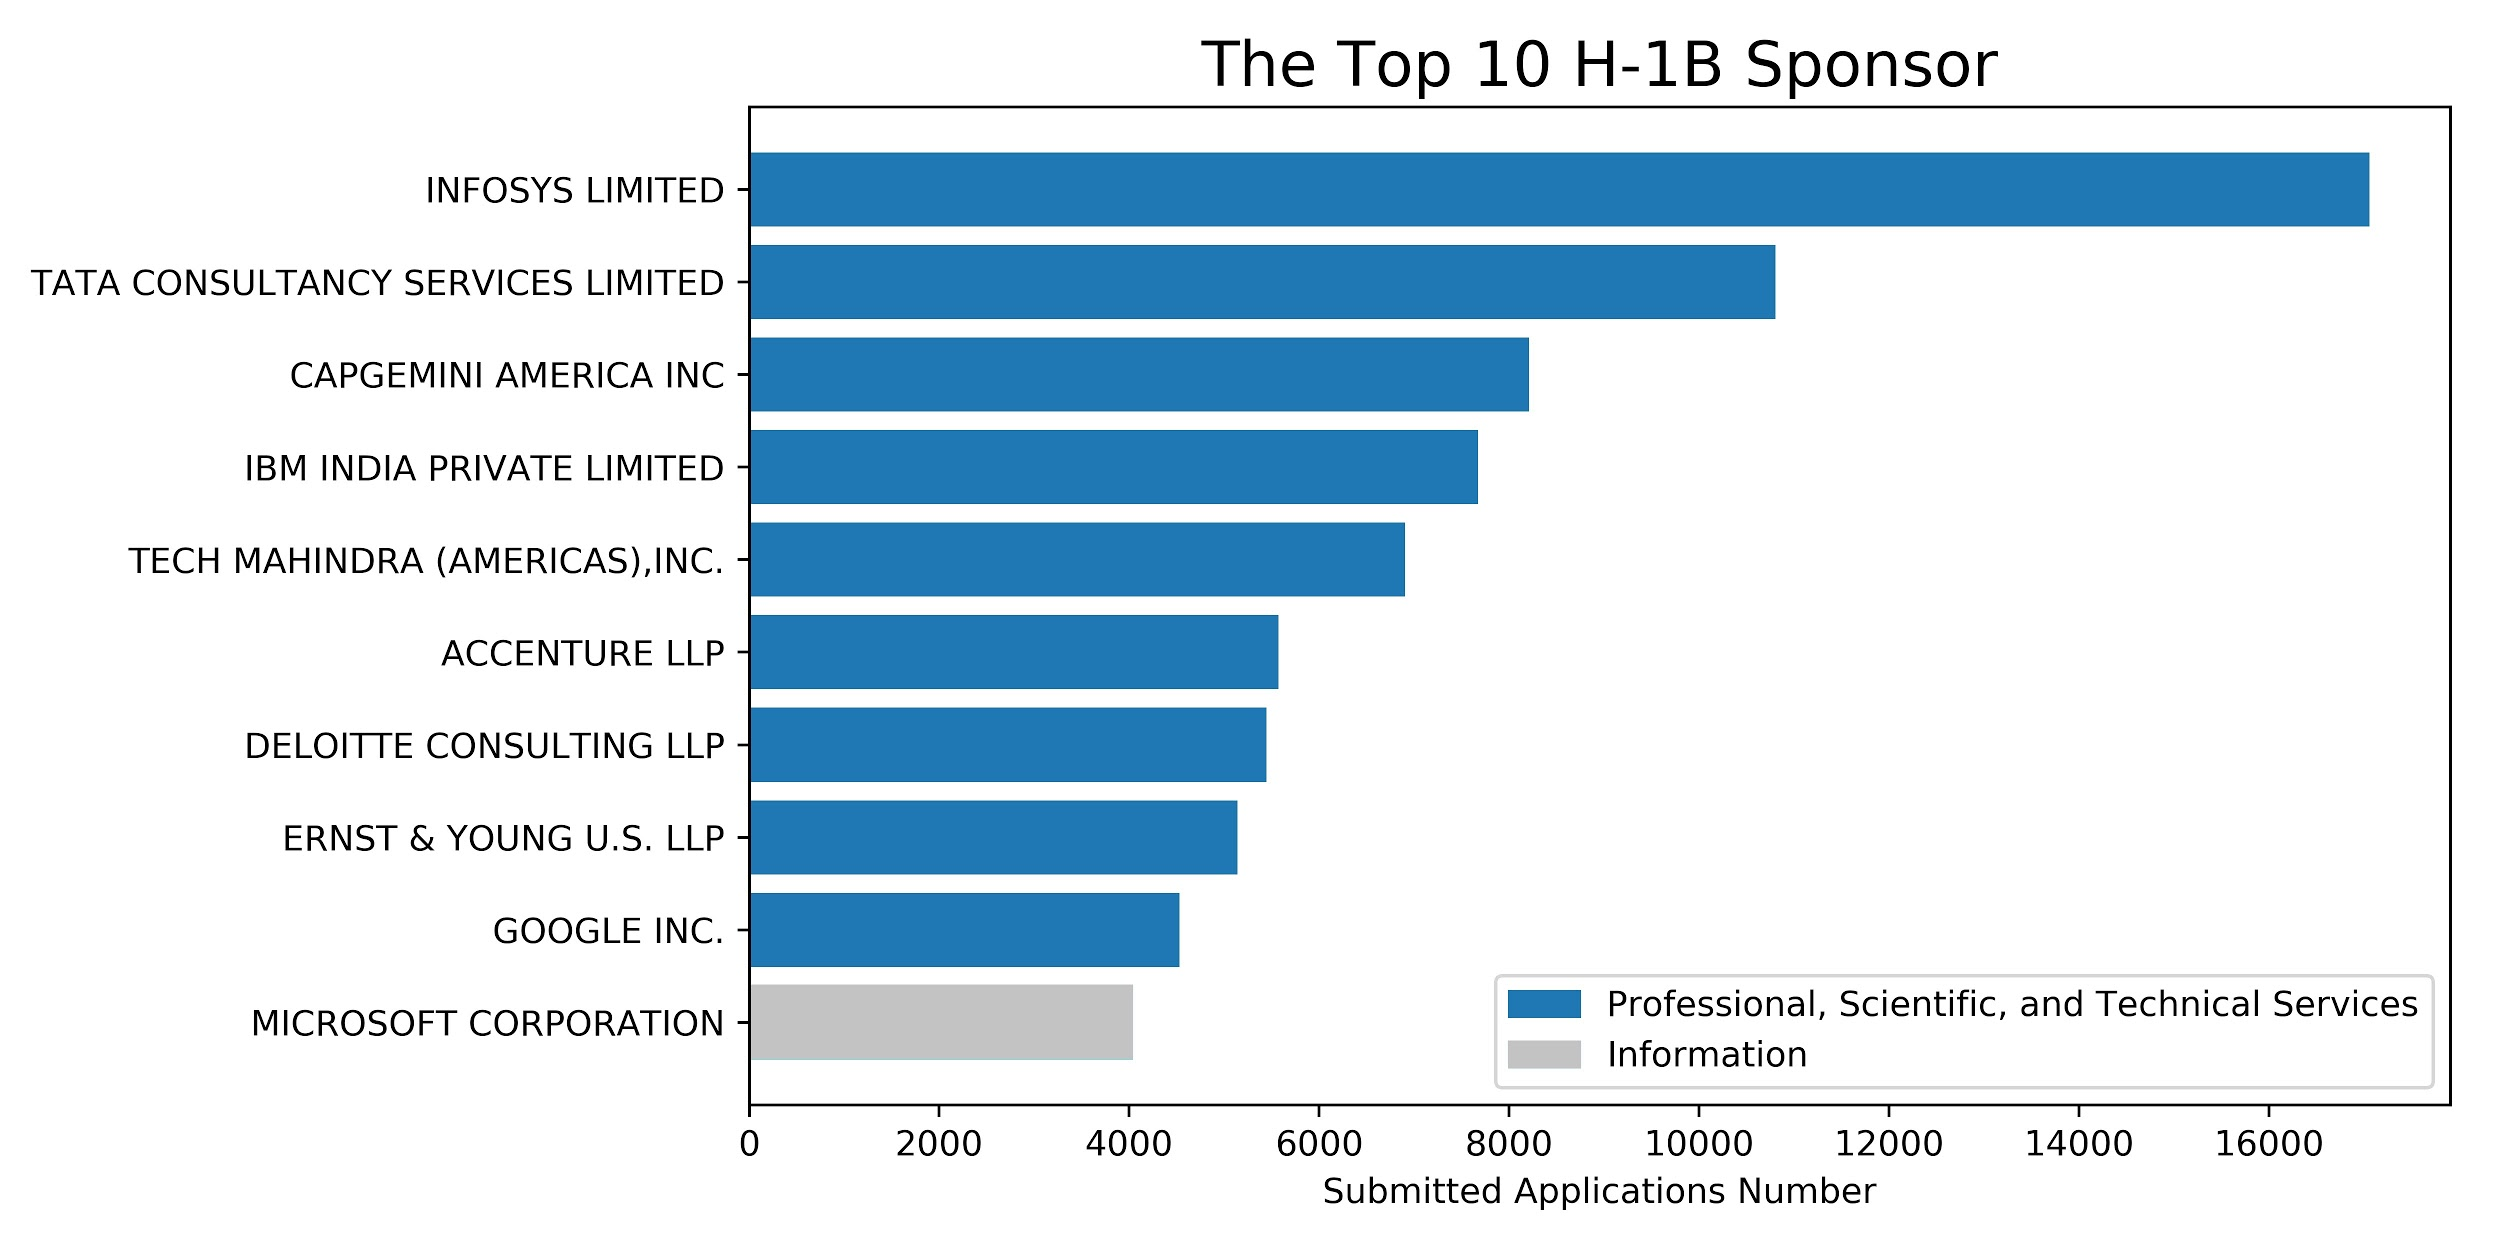 The Top 10 H-1B Sponsor
INFOSYS LIMITED
TATA CONSULTANCY SERVICES LIMITED
CAPGEMINI AMERICA INC
IBM INDIA PRIVATE LIMITED
TECH MAHINDRA (AMERICAS),INC.
ACCENTURE LLP
DELOITTE CONSULTING LLP
ERNST & YOUNG U.S. LLP
GOOGLE INC.
MICROSOFT CORPORATION
Professional, Scientific, and Technical Services
Information
0 2000 4000 6000 8000 10000 12000 14000 16000
Submitted Applications Number